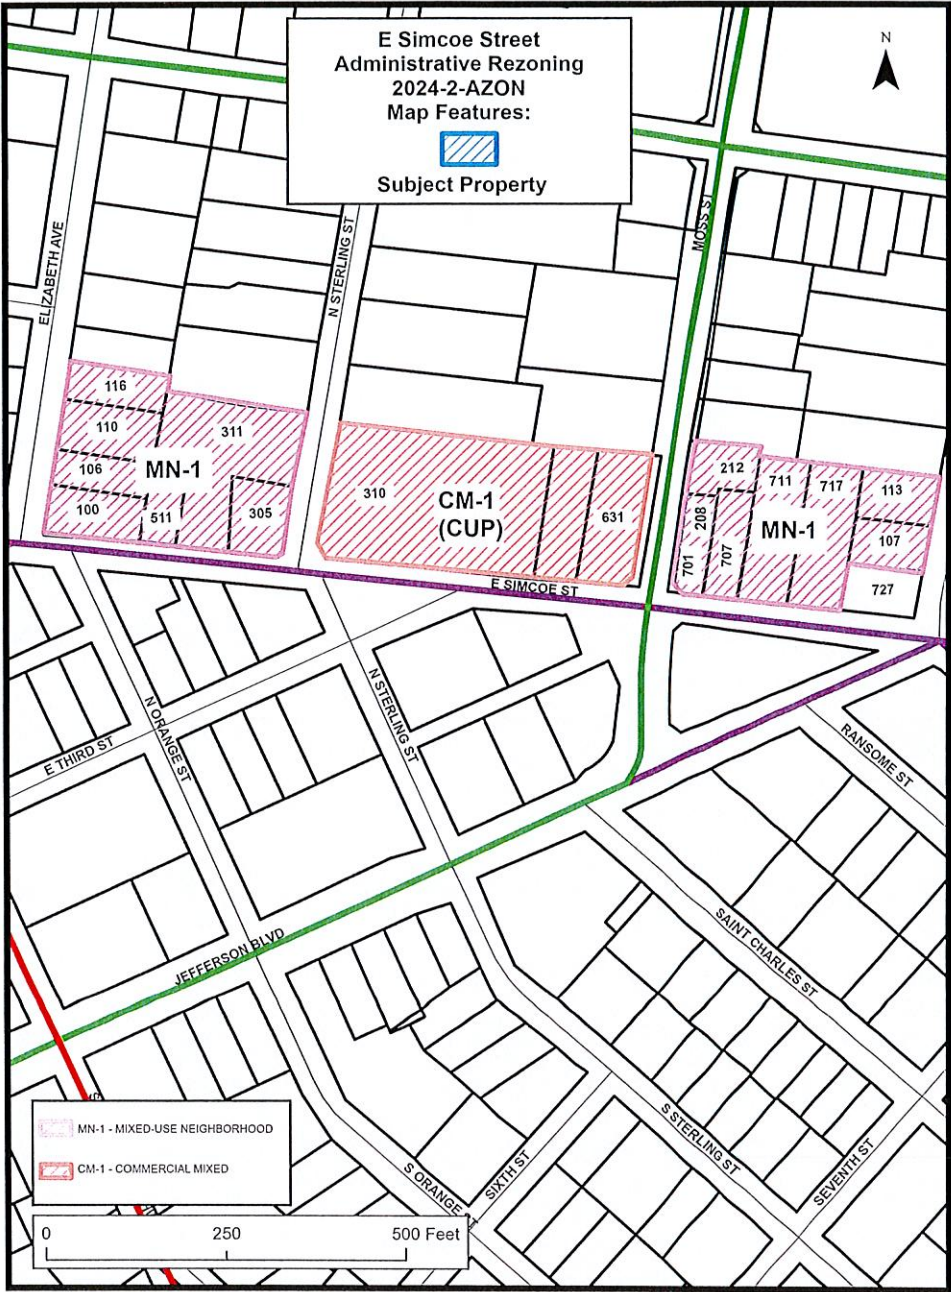 E Simcoe Street
Administrative Rezoning
2024-2-AZON
Map Features:
Subject Property
N
MOSS ST
ELIZABETH AVE
N STERLING ST
116
110
311
106
MN-1
100
511
305
310
CM-1
(CUP)
631
212
711
717
113
208
MN-1
107
701
707
727
E SIMCOE ST
N ORANGE ST
N STERLING ST
E THIRD ST
RANSOME ST
JEFFERSON BLVD
SAINT CHARLES ST
S STERLING ST
SEVENTH ST
SIXTH ST
S ORANGE ST
MN-1 - MIXED-USE NEIGHBORHOOD
CM-1 - COMMERCIAL MIXED
0 250 500 Feet